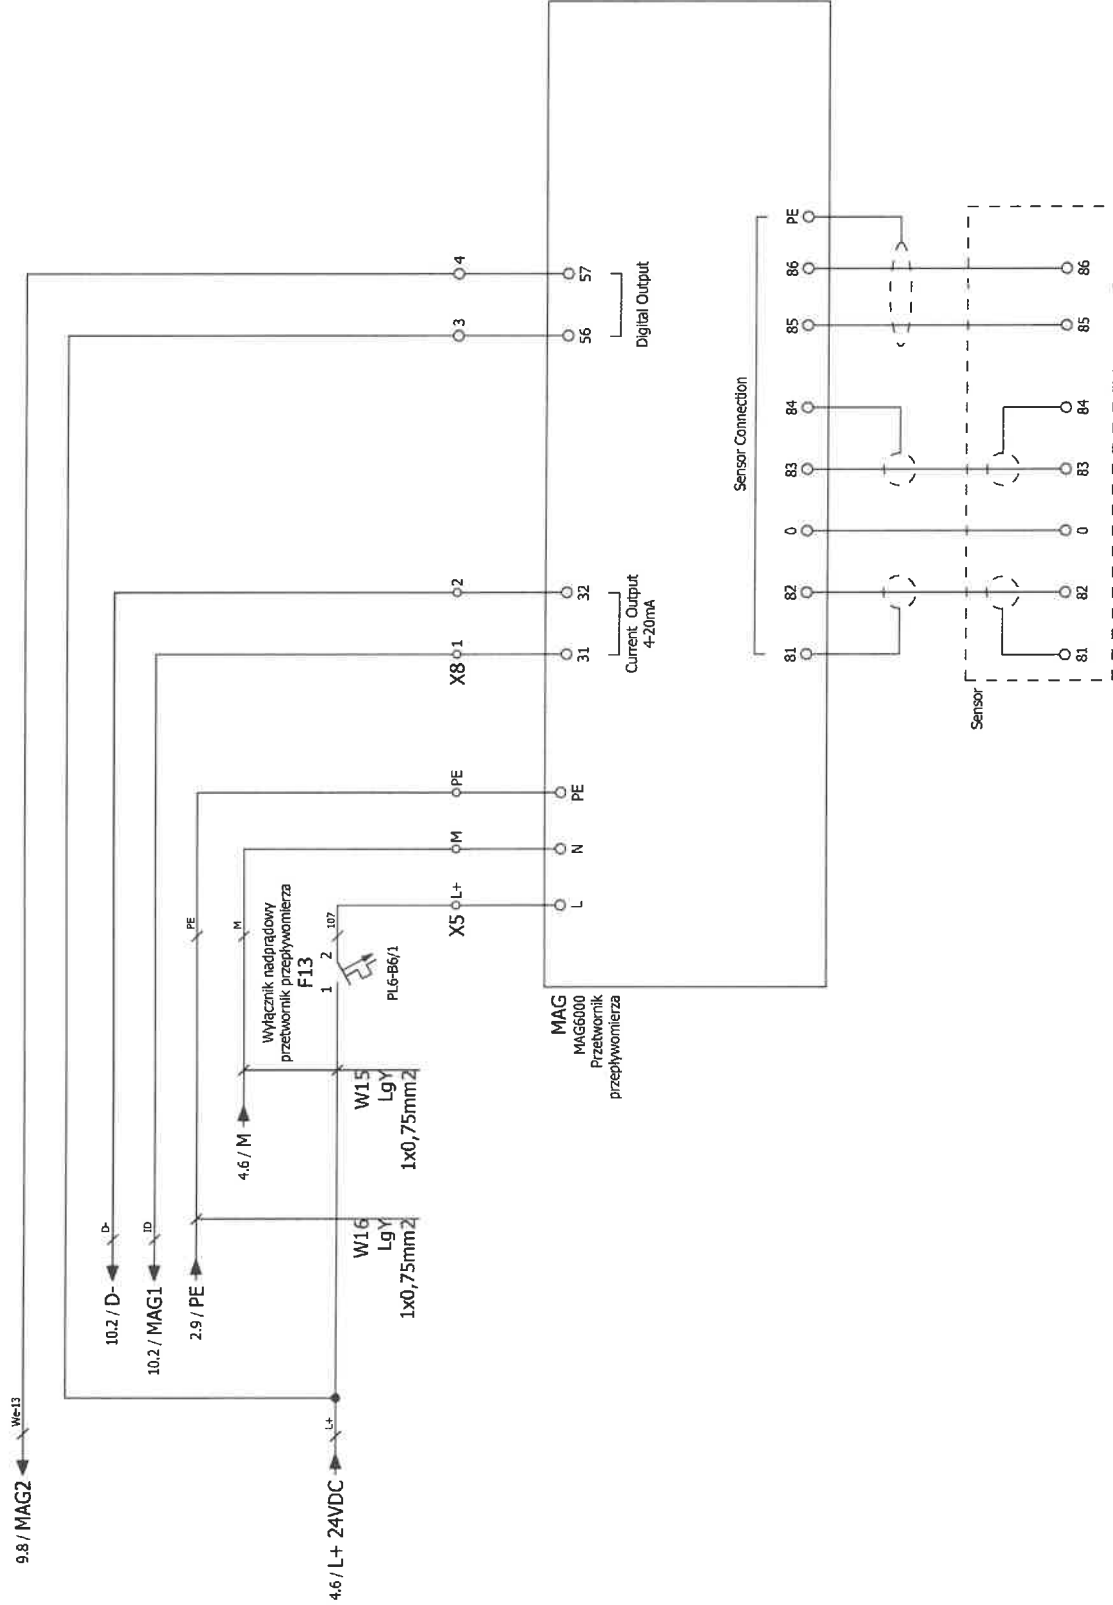 9.8 / MAG2
We-13
4.6 / L+ 24VDC
L+
10.2 / D-
D-
10.2 / MAG1
ID
2.9 / PE
PE
4.6 / M
M
W16
LgY
1x0,75mm2
W15
LgY
1x0,75mm2
Wyłącznik nadprądowy
przetwornik przepływomierza
F13
1
2
PL6-B6/1
107
X5
L+
M
PE
X8
1
2
3
4
L
N
PE
31
32
56
57
Current Output
4-20mA
Digital Output
MAG
MAG6000
Przetwornik
przepływomierza
Sensor Connection
81
82
0
83
84
85
86
PE
Sensor
81
82
0
83
84
85
86